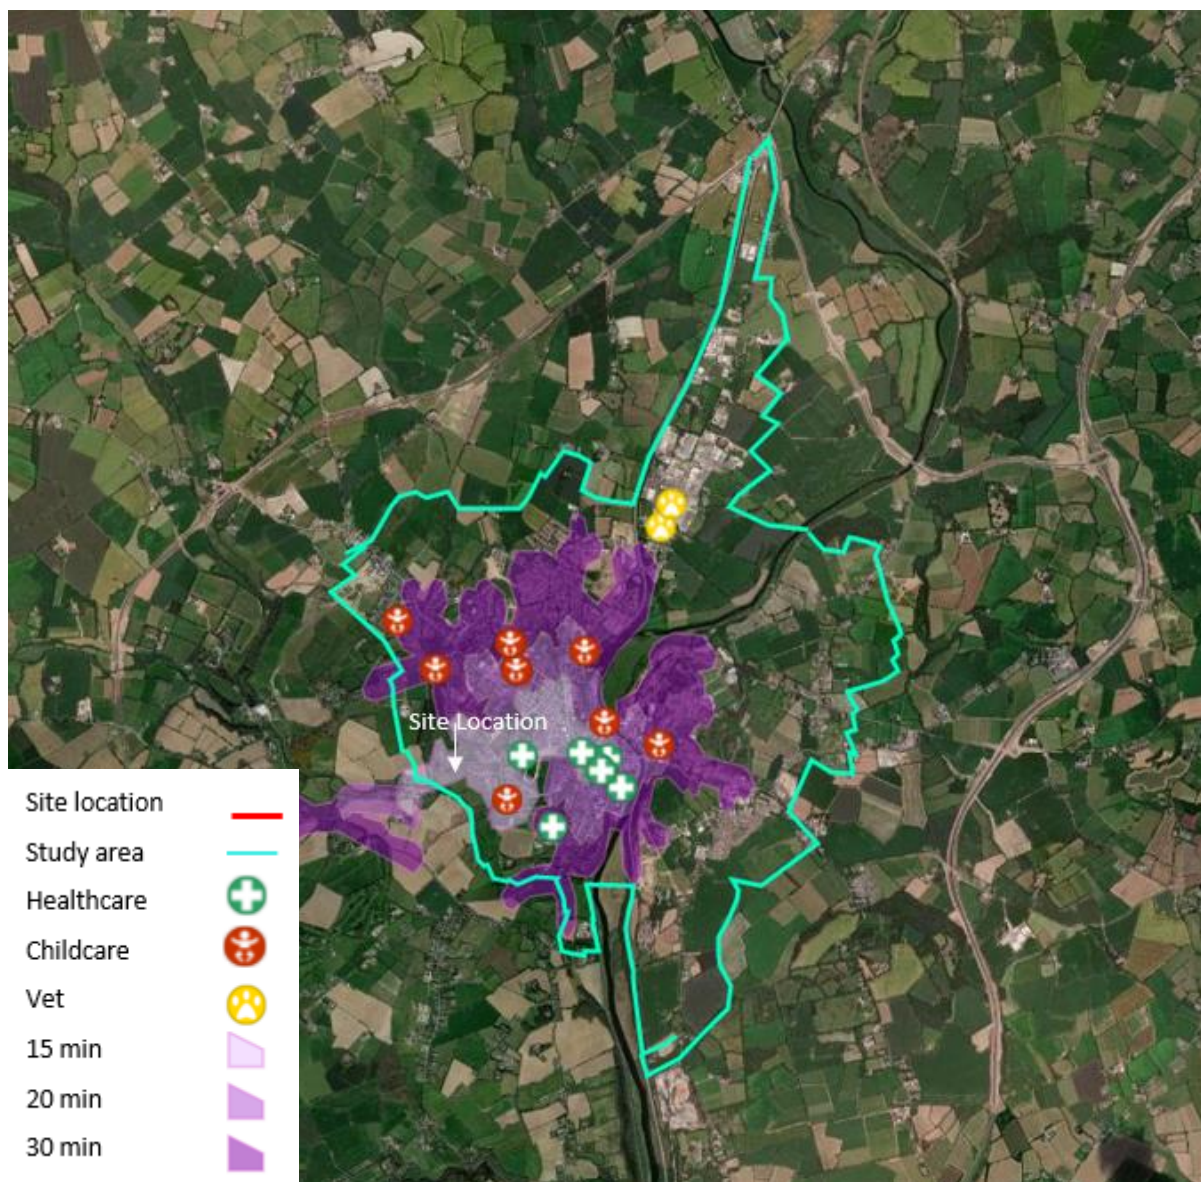 Site Location
Site location
Study area
Healthcare
Childcare
Vet
15 min
20 min
30 min